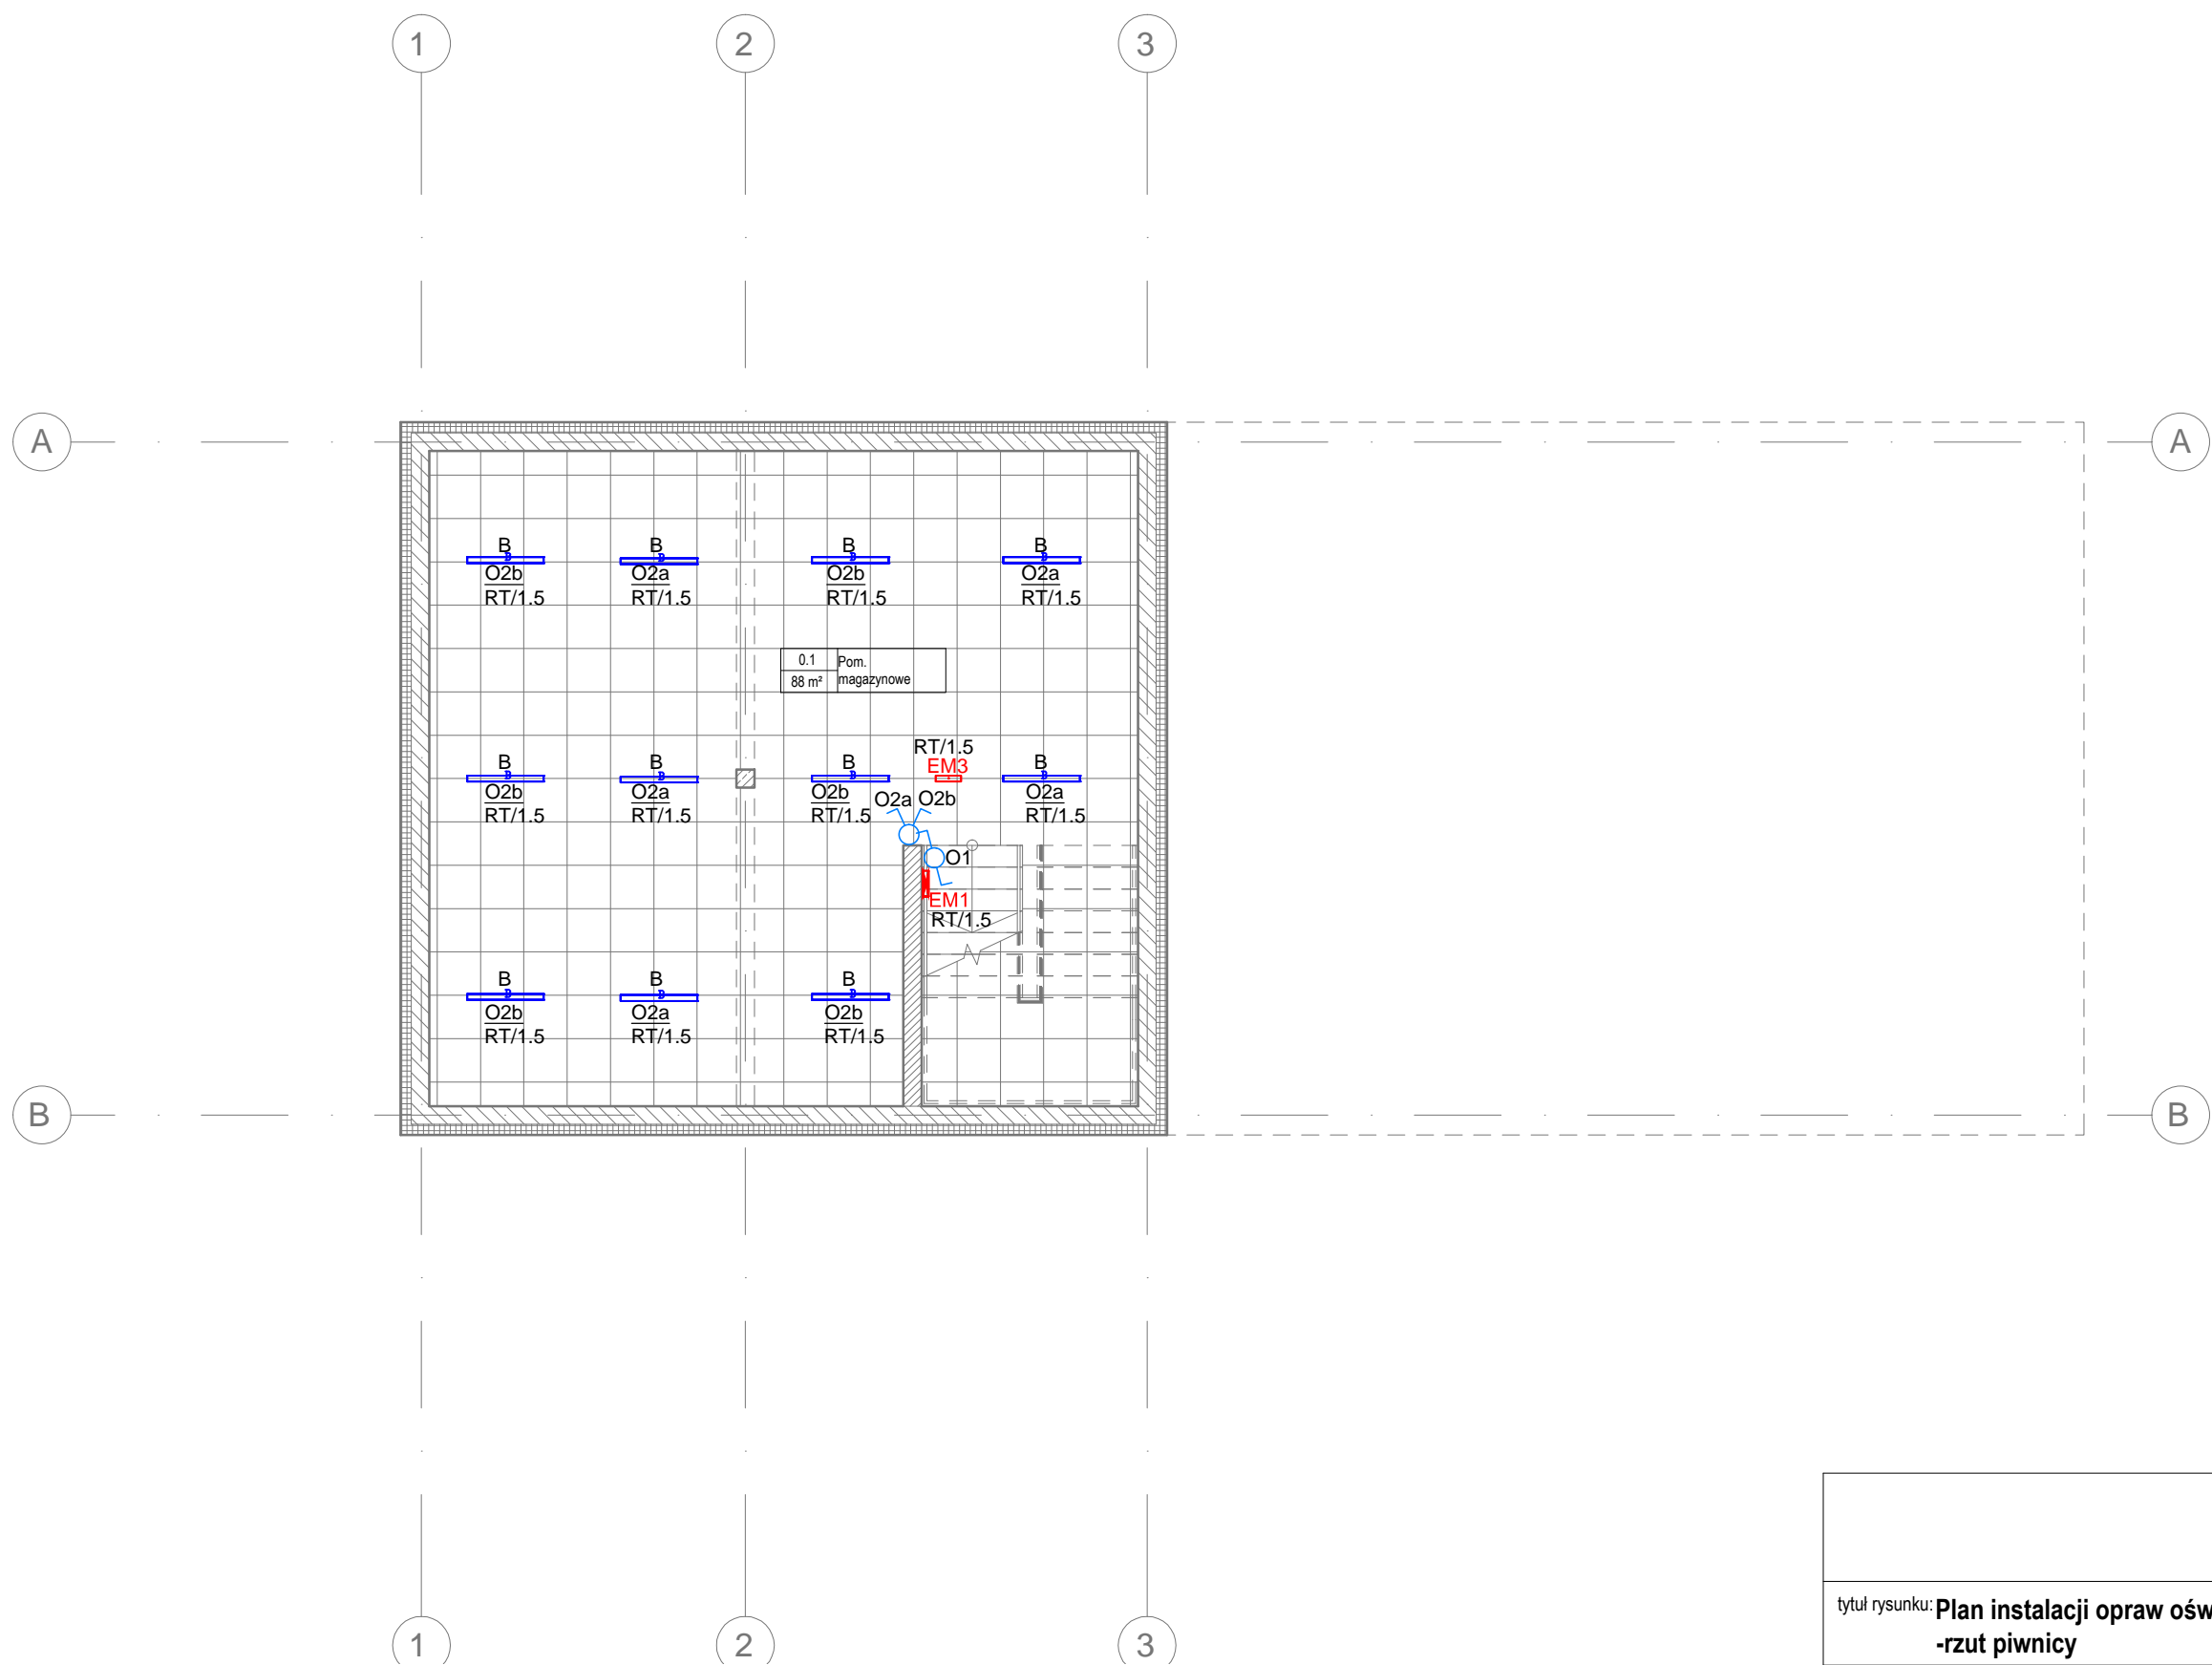 1 2 3
A A
B B B B
O2b O2a O2b O2a
RT/1.5 RT/1.5 RT/1.5 RT/1.5
0.1 Pom.
88 m² magazynowe
RT/1.5
B B B EM3 B
O2b O2a O2b O2a
RT/1.5 RT/1.5 RT/1.5 RT/1.5
O2a O2b
O1
EM1
RT/1.5
B B B
O2b O2a O2b
RT/1.5 RT/1.5 RT/1.5
B B
tytuł rysunku: Plan instalacji opraw ośw
-rzut piwnicy
1 2 3